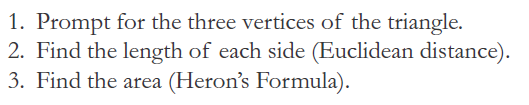 1. Prompt for the three vertices of the triangle.
2. Find the length of each side (Euclidean distance).
3. Find the area (Heron’s Formula).